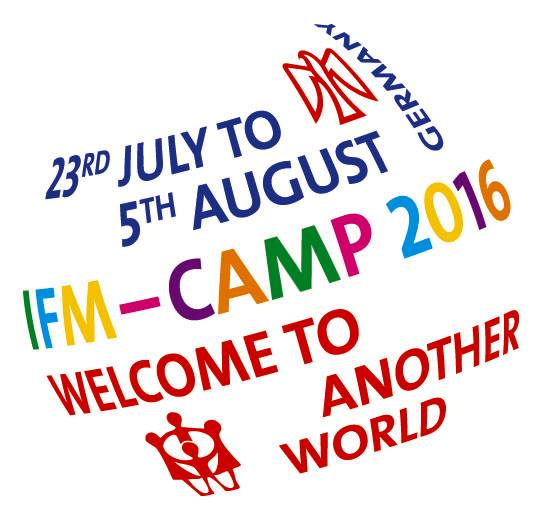 GERMANY
23RD JULY TO
5TH AUGUST
IFM–CAMP 2016
WELCOME TO
ANOTHER
WORLD